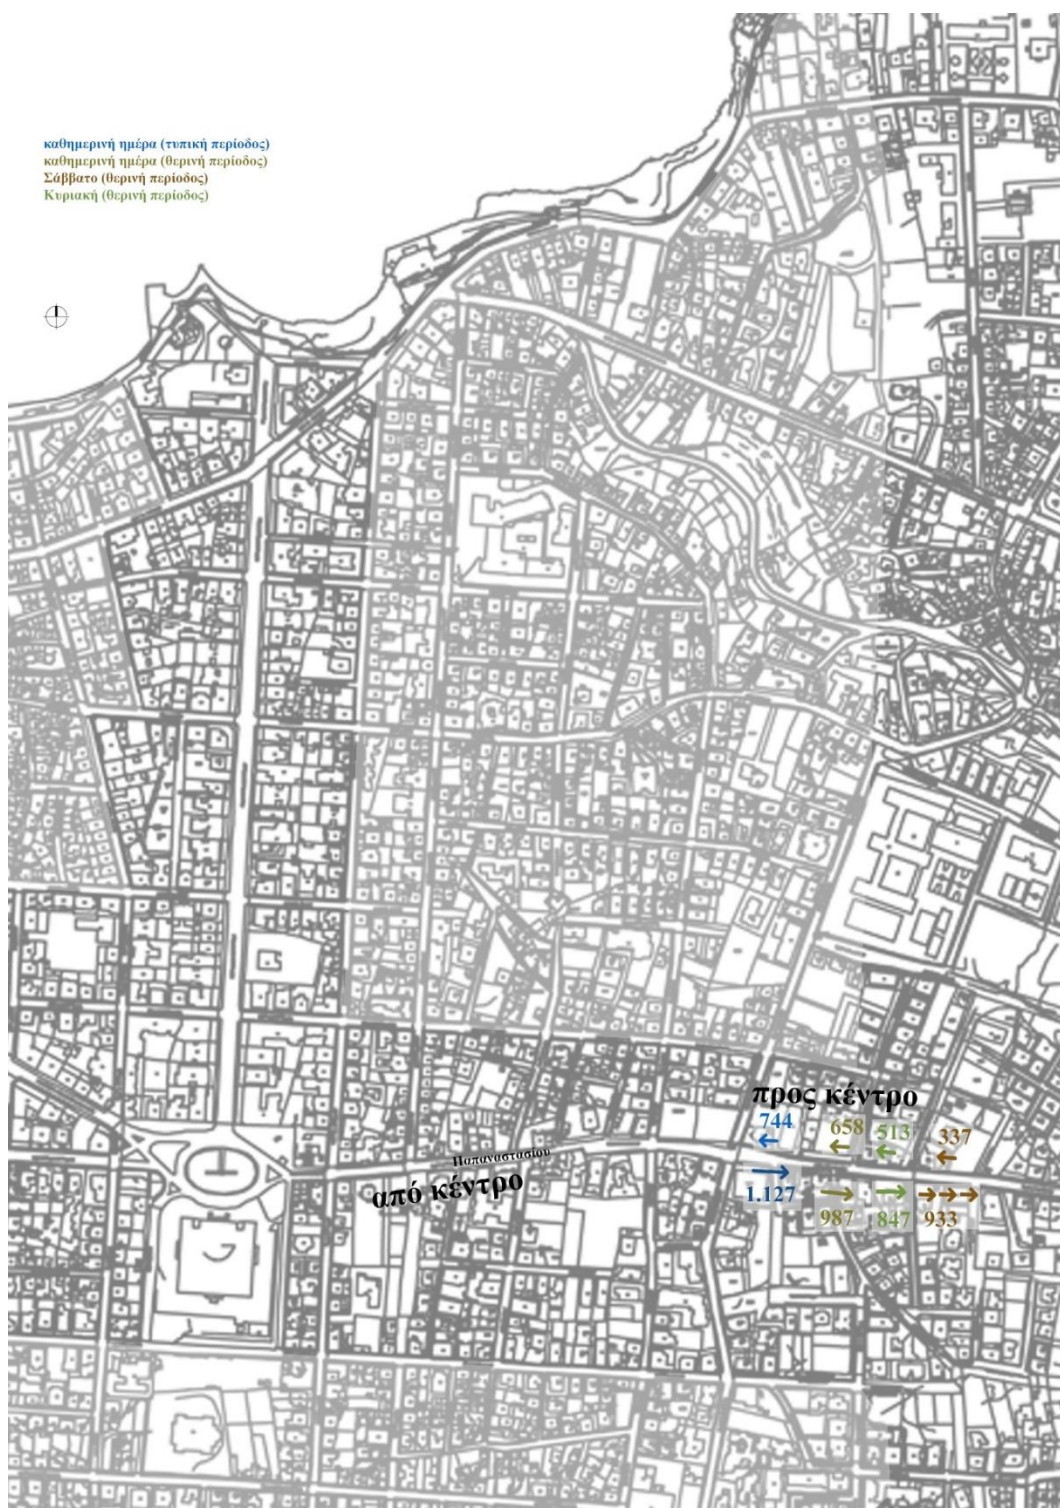 καθημερινή ημέρα (τυπική περίοδος)
καθημερινή ημέρα (θερινή περίοδος)
Σάββατο (θερινή περίοδος)
Κυριακή (θερινή περίοδος)
προς κέντρο
744 658 513 337
Παπαναστασίου
από κέντρο
1.127 987 847 933